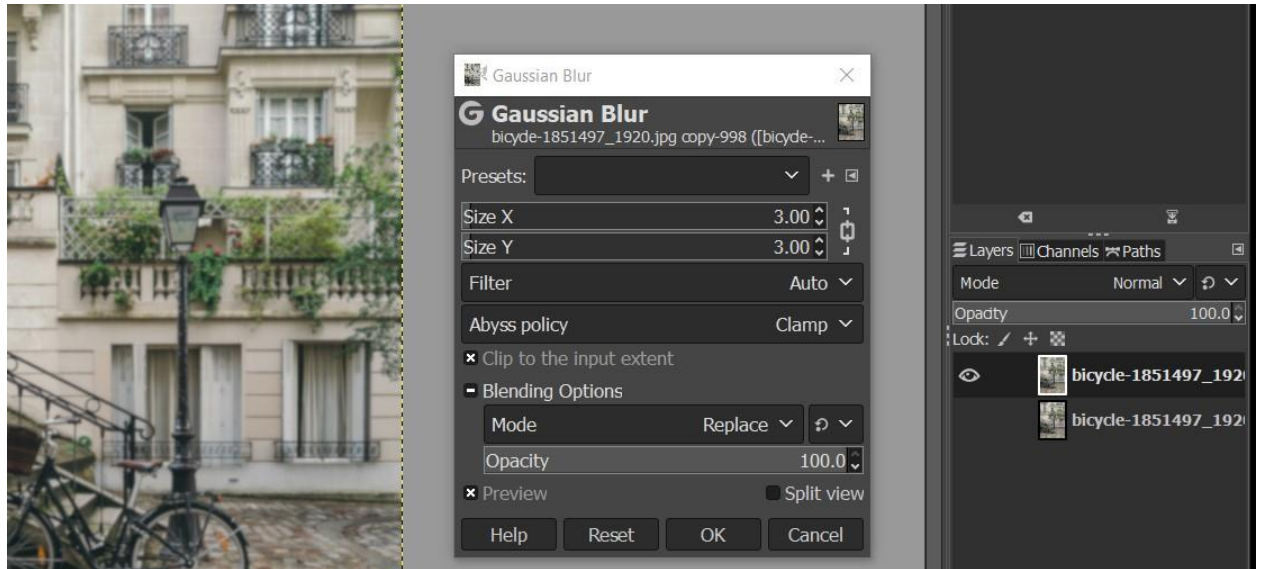 Gaussian Blur
Gaussian Blur
bicycle-1851497_1920.jpg copy-998 ([bicycle-...
Presets:
Size X 3.00
Size Y 3.00
Filter Auto
Abyss policy Clamp
Clip to the input extent
Blending Options
Mode Replace
Opacity 100.0
Preview Split view
Help Reset OK Cancel
Layers Channels Paths
Mode Normal
Opacity 100.0
Lock:
bicycle-1851497_192
bicycle-1851497_192